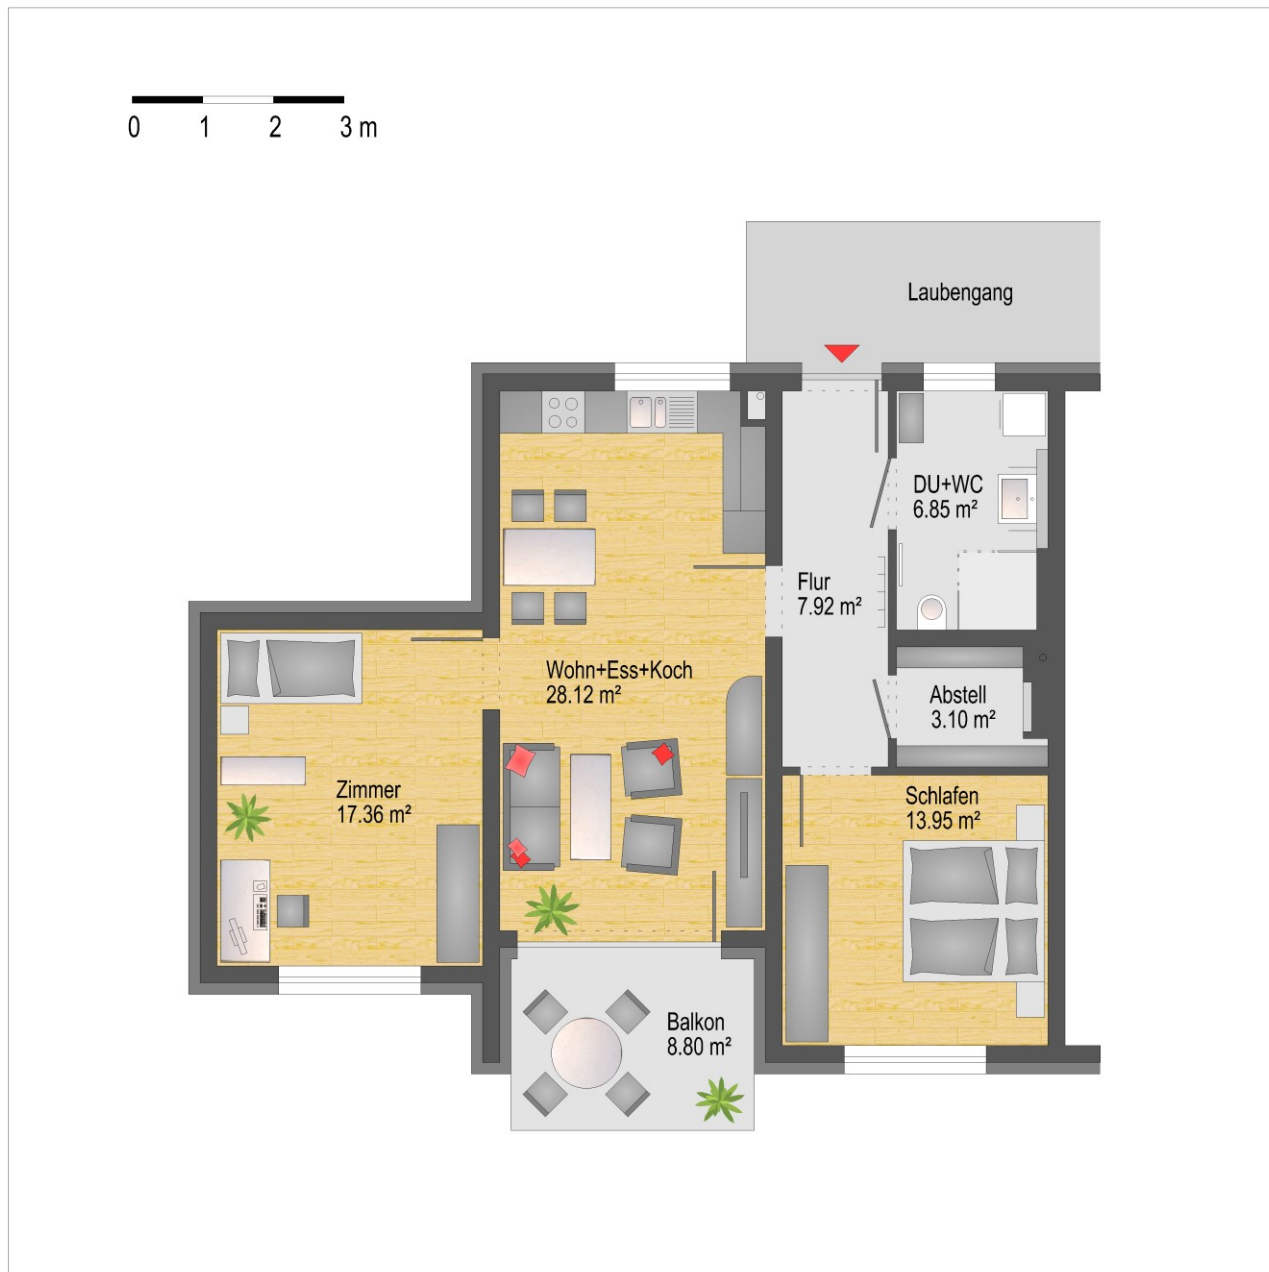 0 1 2 3 m
Laubengang
DU+WC
6.85 m²
Flur
7.92 m²
Wohn+Ess+Koch
28.12 m²
Abstell
3.10 m²
Zimmer
17.36 m²
Schlafen
13.95 m²
Balkon
8.80 m²